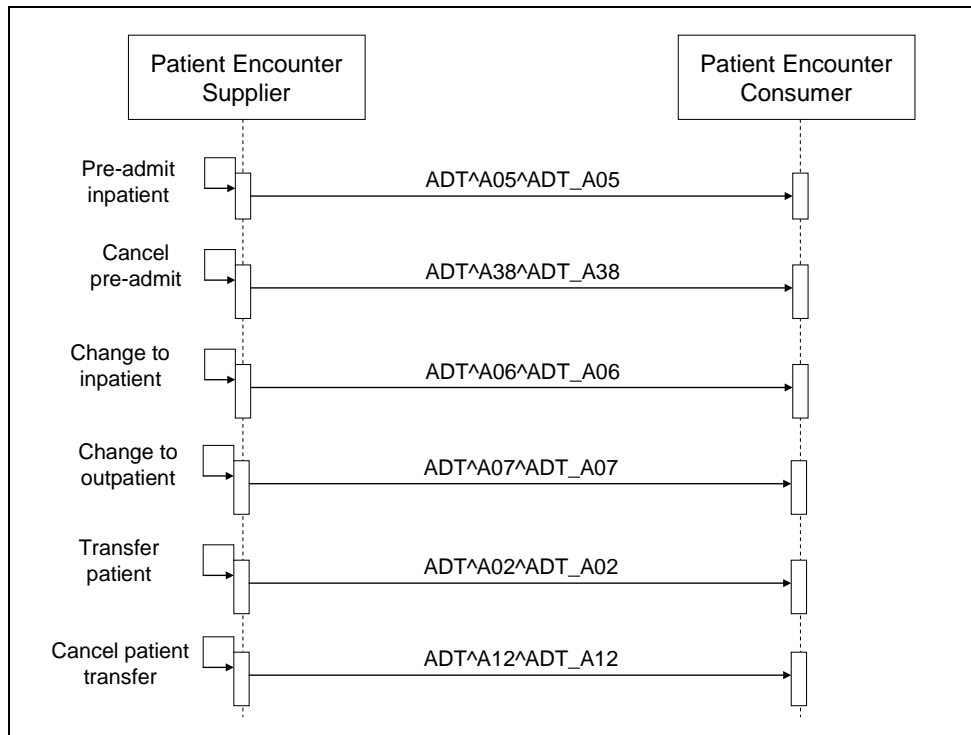 Patient Encounter
Supplier
Patient Encounter
Consumer
Pre-admit
inpatient
ADT^A05^ADT_A05
Cancel
pre-admit
ADT^A38^ADT_A38
Change to
inpatient
ADT^A06^ADT_A06
Change to
outpatient
ADT^A07^ADT_A07
Transfer
patient
ADT^A02^ADT_A02
Cancel patient
transfer
ADT^A12^ADT_A12